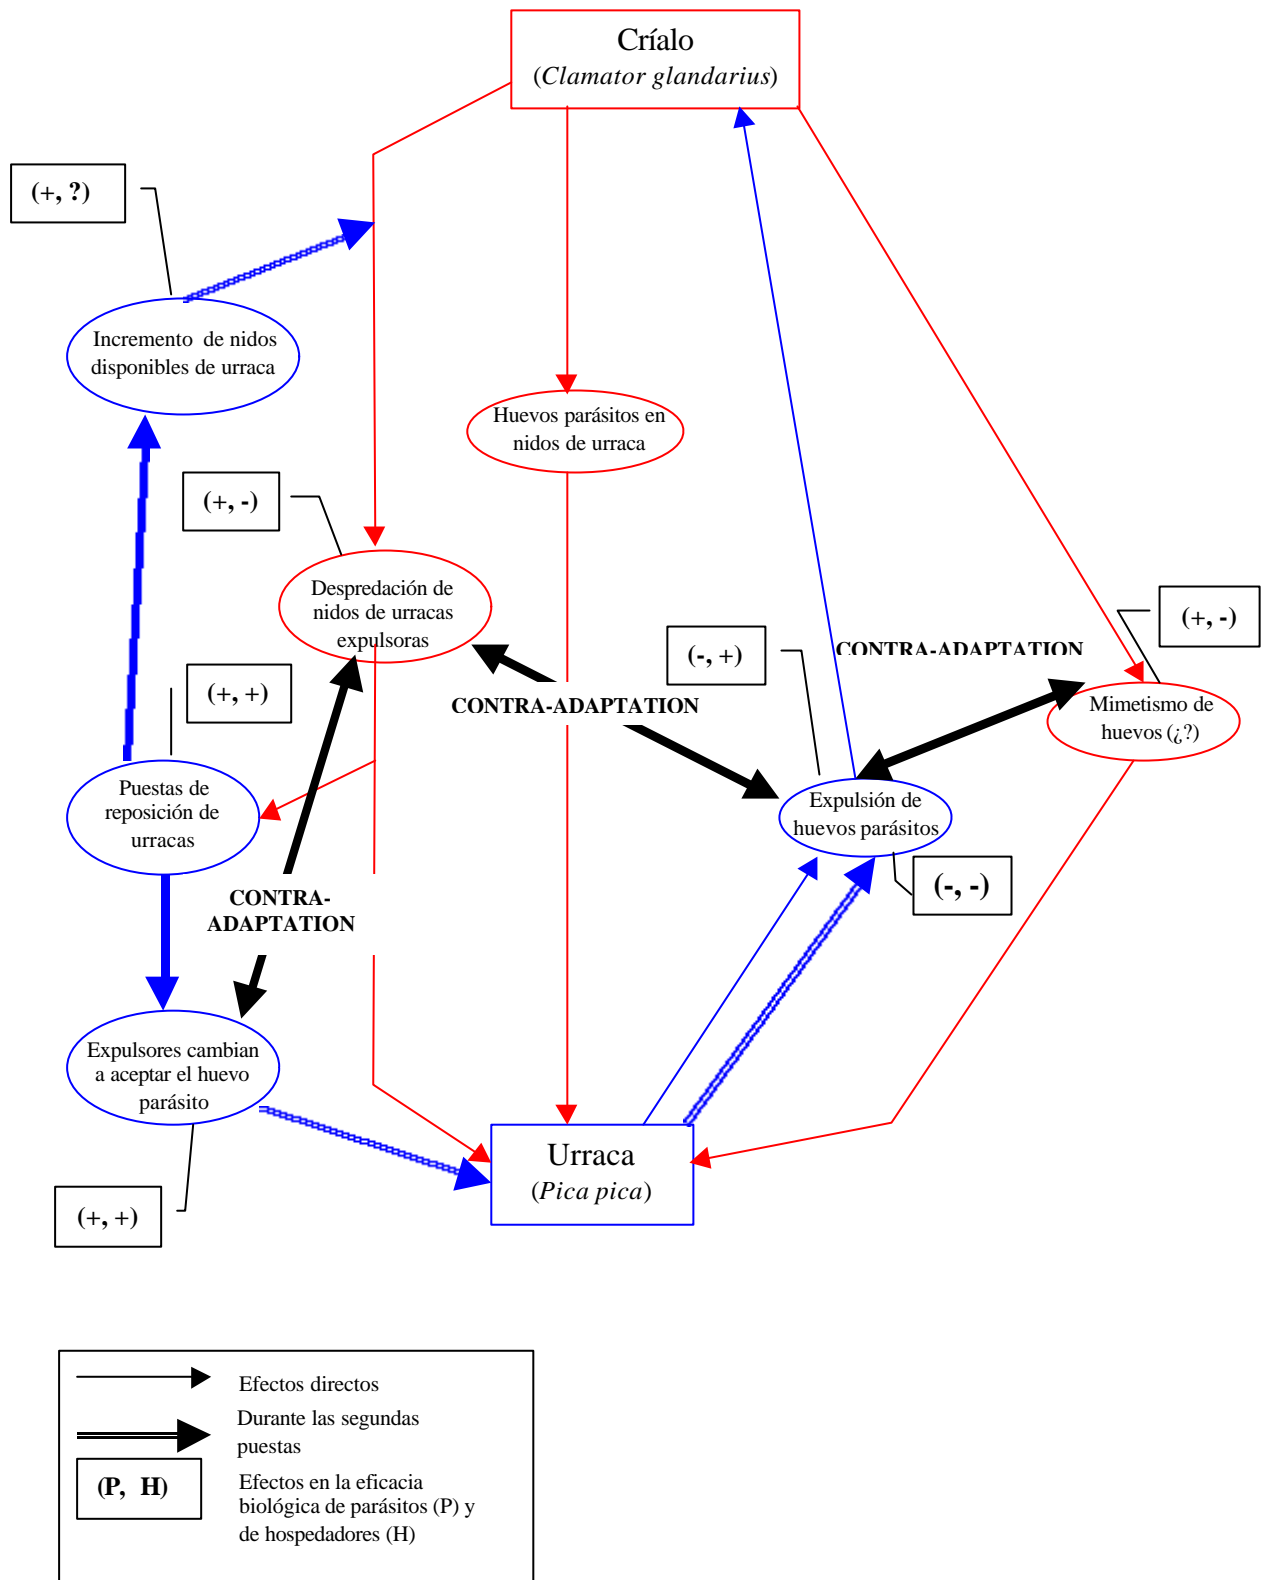 Críalo
(Clamator glandarius)
(+, ?)
Incremento de nidos
disponibles de urraca
Huevos parásitos en
nidos de urraca
(+, -)
Despredación de
nidos de urracas
expulsoras
(+, -)
(-, +)
CONTRA-ADAPTATION
(+, +)
CONTRA-ADAPTATION
Mimetismo de
huevos (¿?)
Puestas de
reposición de
urracas
Expulsión de
huevos parásitos
(-, -)
CONTRA-
ADAPTATION
Expulsores cambian
a aceptar el huevo
parásito
Urraca
(Pica pica)
(+, +)
Efectos directos
Durante las segundas
puestas
(P, H)
Efectos en la eficacia
biológica de parásitos (P) y
de hospedadores (H)